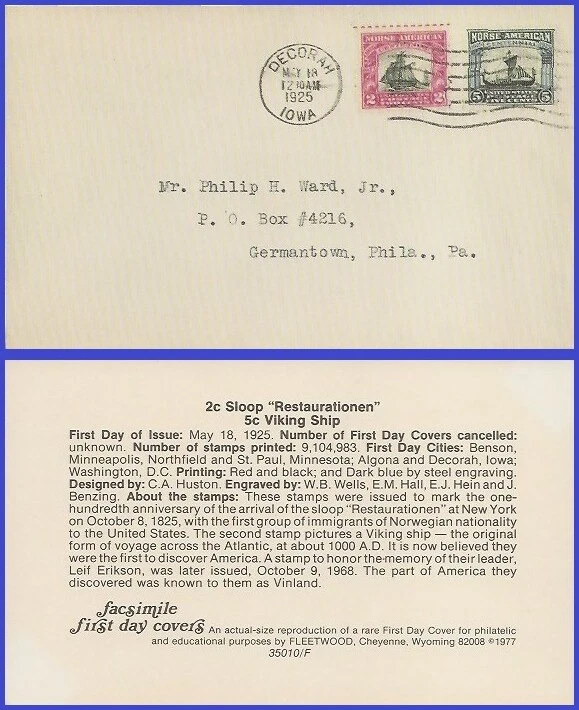 DECORAH
MAY 18
12 30 AM
1925
IOWA
NORSE-AMERICAN
CENTENNIAL
2 2
NORSE-AMERICAN
CENTENNIAL
UNITED STATES
5 5
Mr. Philip H. Ward, Jr.,
P. O. Box #4216,
Germantown, Phila., Pa.
2c Sloop “Restaurationen”
5c Viking Ship
First Day of Issue: May 18, 1925. Number of First Day Covers cancelled:
unknown. Number of stamps printed: 9,104,983. First Day Cities: Benson,
Minneapolis, Northfield and St. Paul, Minnesota; Algona and Decorah, Iowa;
Washington, D.C. Printing: Red and black; and Dark blue by steel engraving.
Designed by: C.A. Huston. Engraved by: W.B. Wells, E.M. Hall, E.J. Hein and J.
Benzing. About the stamps: These stamps were issued to mark the one-
hundredth anniversary of the arrival of the sloop “Restaurationen” at New York
on October 8, 1825, with the first group of immigrants of Norwegian nationality
to the United States. The second stamp pictures a Viking ship — the original
form of voyage across the Atlantic, at about 1000 A.D. It is now believed they
were the first to discover America. A stamp to honor the memory of their leader,
Leif Erikson, was later issued, October 9, 1968. The part of America they
discovered was known to them as Vinland.
facsimile
first day covers An actual-size reproduction of a rare First Day Cover for philatelic
and educational purposes by FLEETWOOD, Cheyenne, Wyoming 82008 ©1977
35010/F